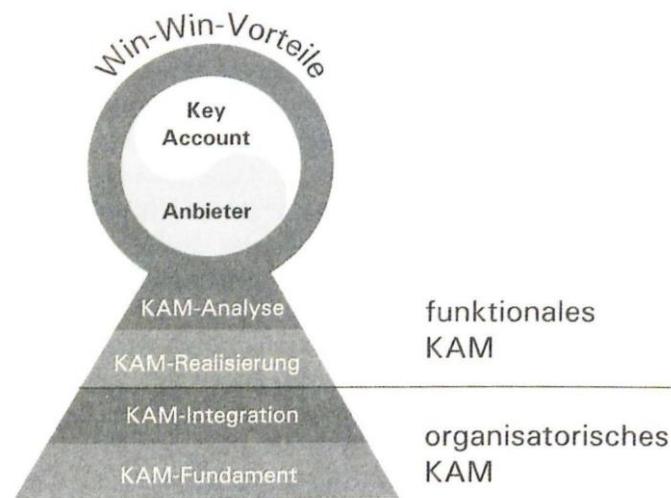 Win-Win-Vorteile
Key
Account
Anbieter
KAM-Analyse
KAM-Realisierung
KAM-Integration
KAM-Fundament
funktionales
KAM
organisatorisches
KAM